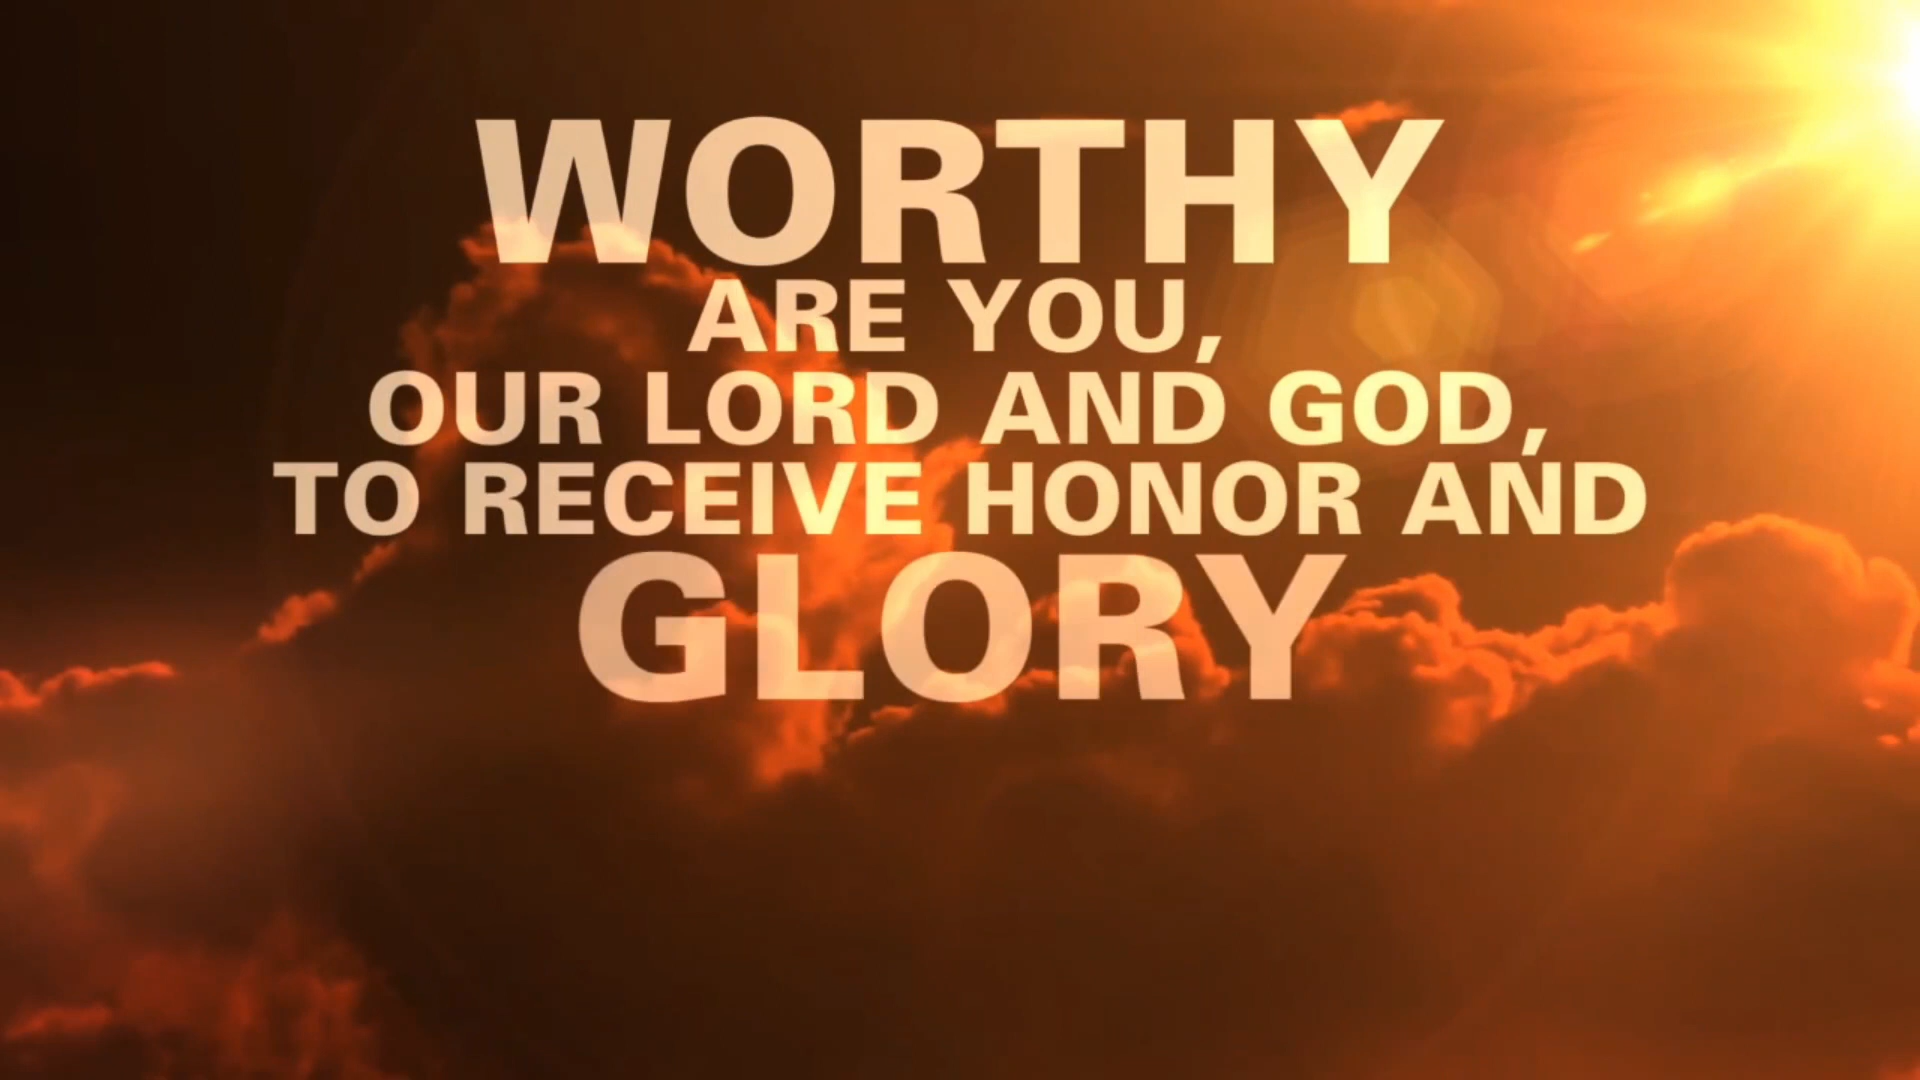 WORTHY
ARE YOU,
OUR LORD AND GOD,
TO RECEIVE HONOR AND
GLORY